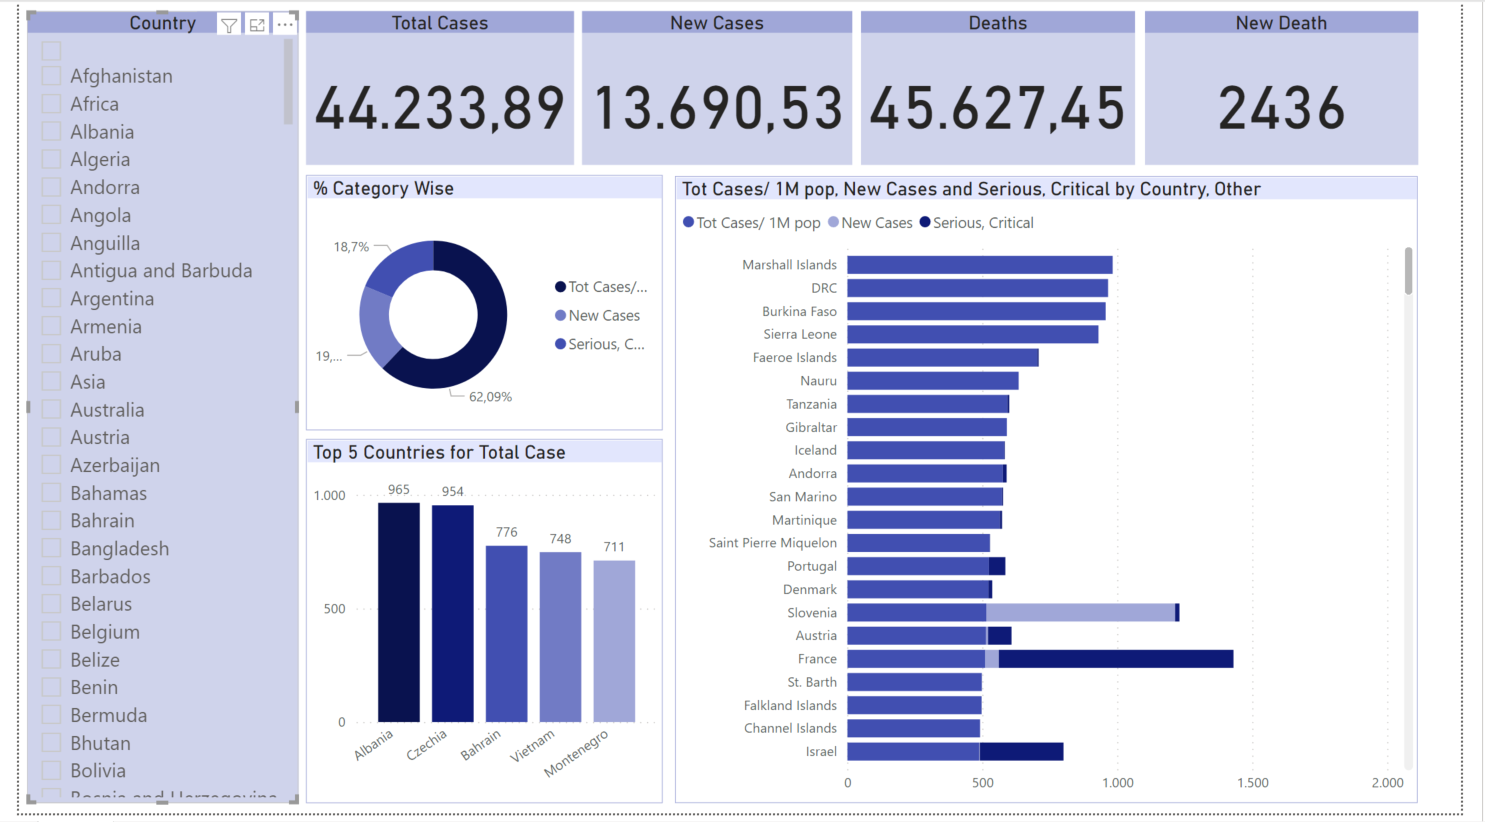 Country
Afghanistan
Africa
Albania
Algeria
Andorra
Angola
Anguilla
Antigua and Barbuda
Argentina
Armenia
Aruba
Asia
Australia
Austria
Azerbaijan
Bahamas
Bahrain
Bangladesh
Barbados
Belarus
Belgium
Belize
Benin
Bermuda
Bhutan
Bolivia
Bosnia and Herzegovina
Total Cases
44.233,89
New Cases
13.690,53
Deaths
45.627,45
New Death
2436
% Category Wise
18,7%
19,...
62,09%
Tot Cases/...
New Cases
Serious, C...
Top 5 Countries for Total Case
1.000
500
0
965
954
776
748
711
Albania
Czechia
Bahrain
Vietnam
Montenegro
Tot Cases/ 1M pop, New Cases and Serious, Critical by Country, Other
Tot Cases/ 1M pop New Cases Serious, Critical
Marshall Islands
DRC
Burkina Faso
Sierra Leone
Faeroe Islands
Nauru
Tanzania
Gibraltar
Iceland
Andorra
San Marino
Martinique
Saint Pierre Miquelon
Portugal
Denmark
Slovenia
Austria
France
St. Barth
Falkland Islands
Channel Islands
Israel
0 500 1.000 1.500 2.000